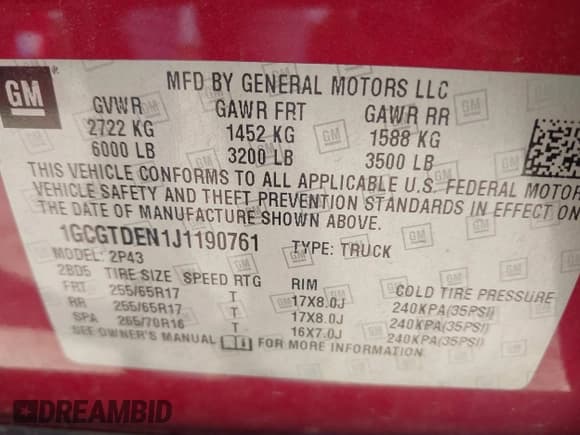 GM
MFD BY GENERAL MOTORS LLC
GVWR GAWR FRT GAWR RR
2722 KG 1452 KG 1588 KG
6000 LB 3200 LB 3500 LB
THIS VEHICLE CONFORMS TO ALL APPLICABLE U.S. FEDERAL MOTOR
VEHICLE SAFETY AND THEFT PREVENTION STANDARDS IN EFFECT ON
THE DATE OF MANUFACTURE SHOWN ABOVE.
1GCGTDEN1J1190761 TYPE: TRUCK
MODEL: 2P43
2BD5 TIRE SIZE SPEED RTG RIM COLD TIRE PRESSURE
FRT 255/65R17 T 17X8.0J 240KPA(35PSI)
RR 255/65R17 T 17X8.0J 240KPA(35PSI)
SPA 265/70R16 T 16X7.0J 240KPA(35PSI)
SEE OWNER'S MANUAL FOR MORE INFORMATION.
DREAMBID